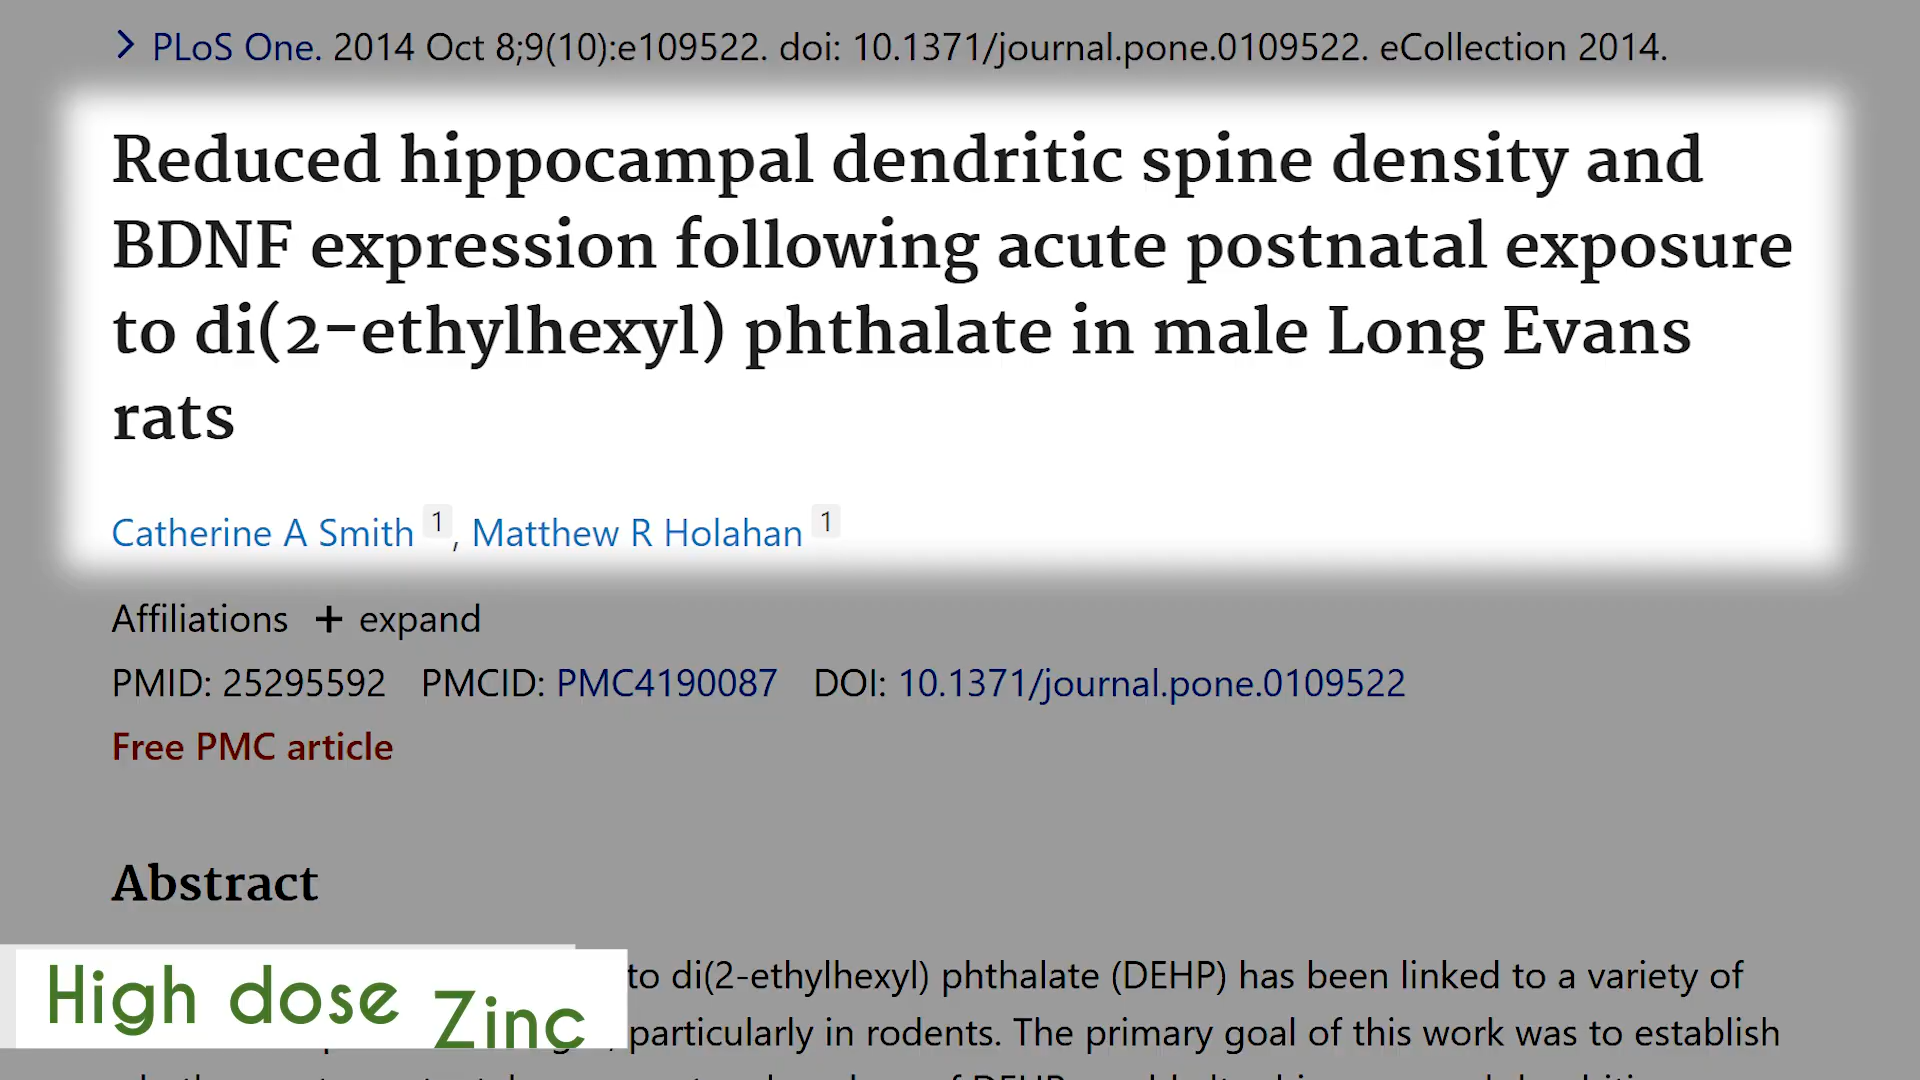 PLoS One. 2014 Oct 8;9(10):e109522. doi: 10.1371/journal.pone.0109522. eCollection 2014.
Reduced hippocampal dendritic spine density and
BDNF expression following acute postnatal exposure
to di(2-ethylhexyl) phthalate in male Long Evans
rats
Catherine A Smith 1, Matthew R Holahan 1
Affiliations + expand
PMID: 25295592 PMCID: PMC4190087 DOI: 10.1371/journal.pone.0109522
Free PMC article
Abstract
to di(2-ethylhexyl) phthalate (DEHP) has been linked to a variety of
High dose Zinc
, particularly in rodents. The primary goal of this work was to establish